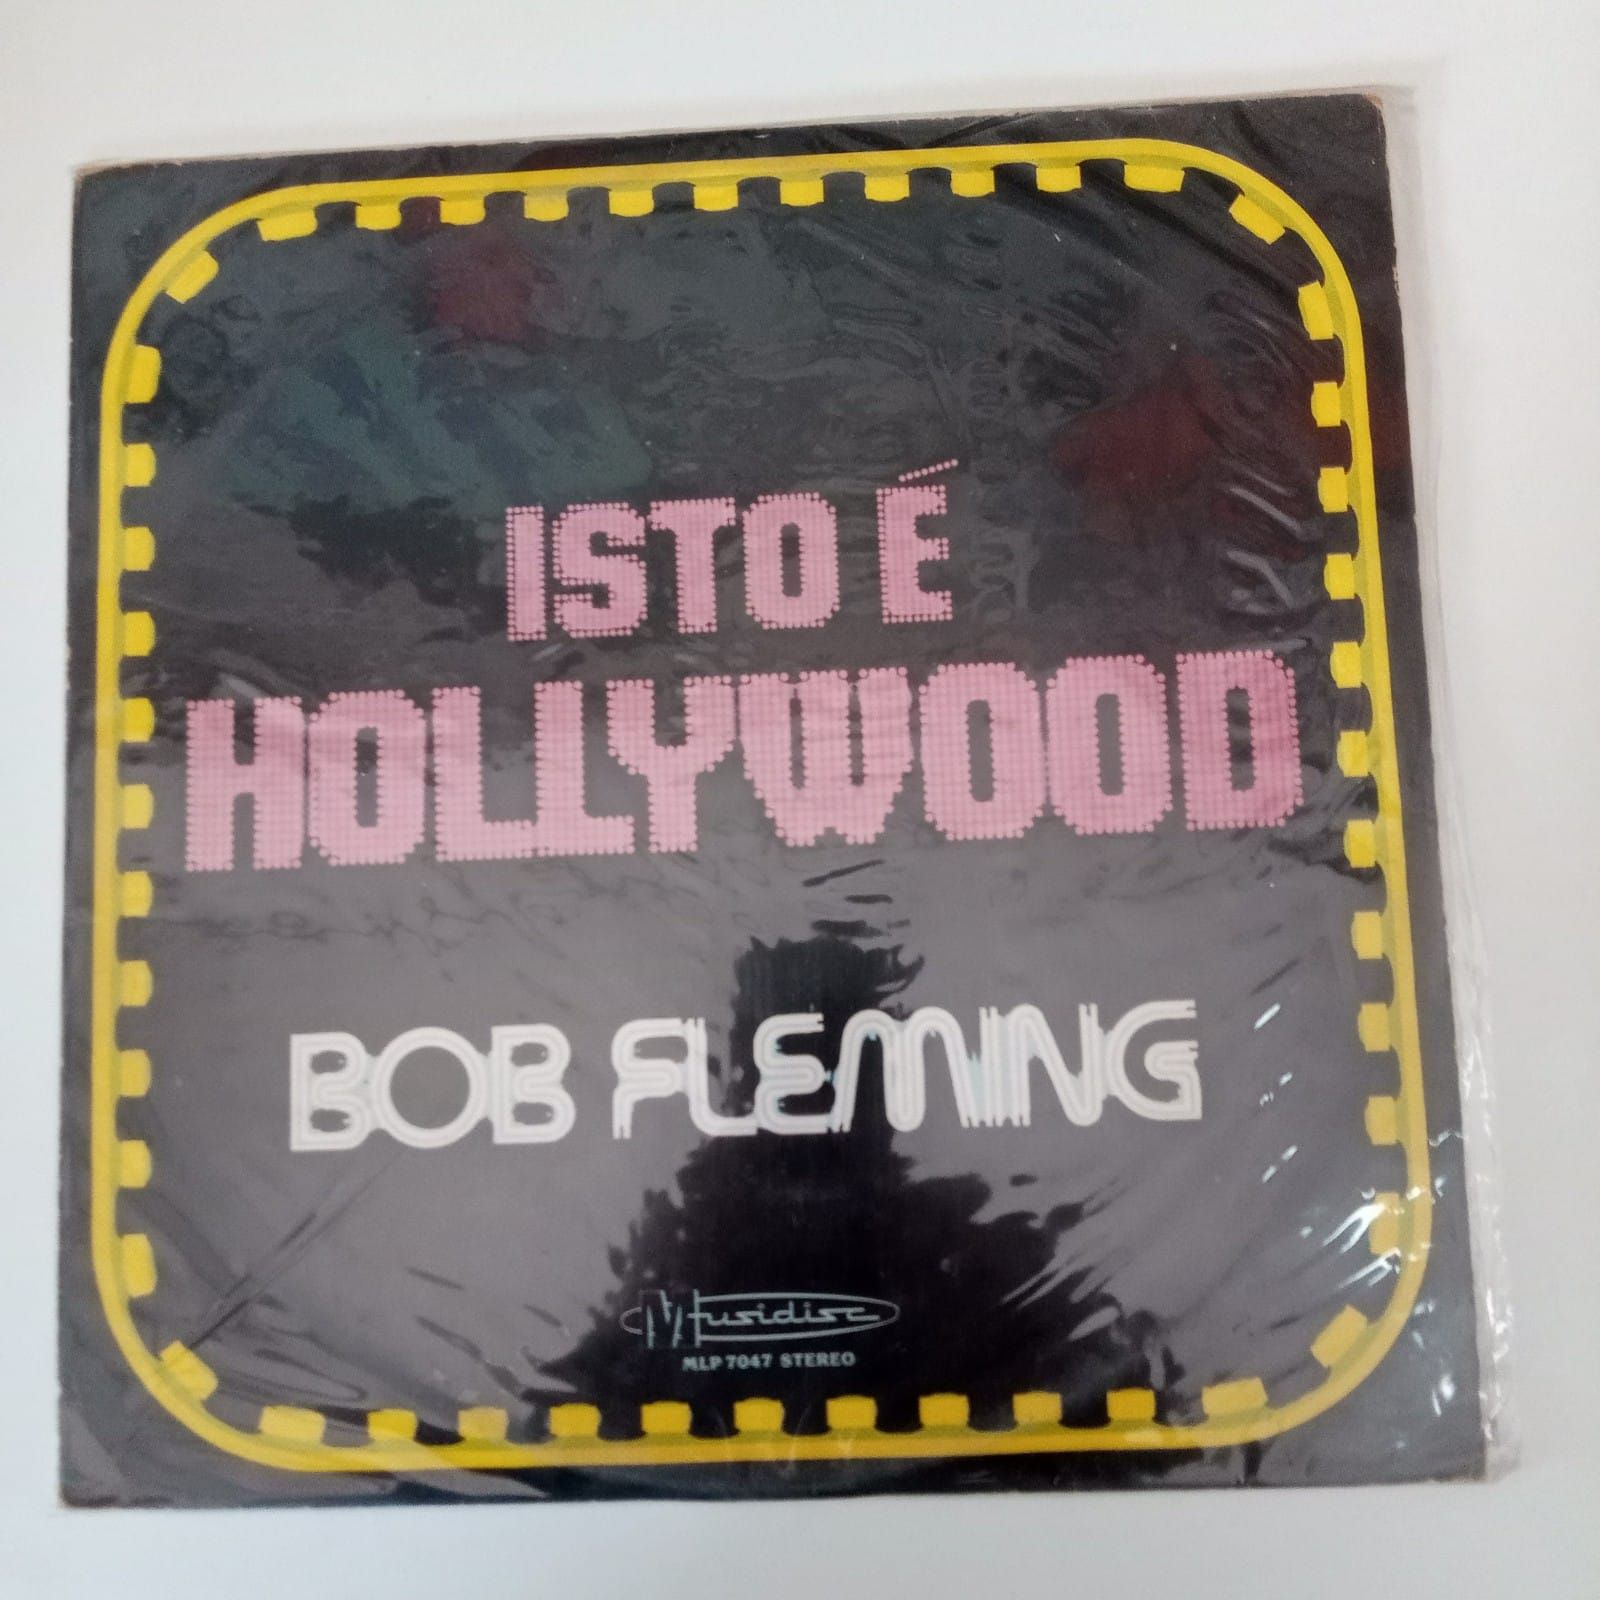 ISTO É
HOLLYWOOD
BOB FLEMING
Musidisc
MLP 7047 STEREO